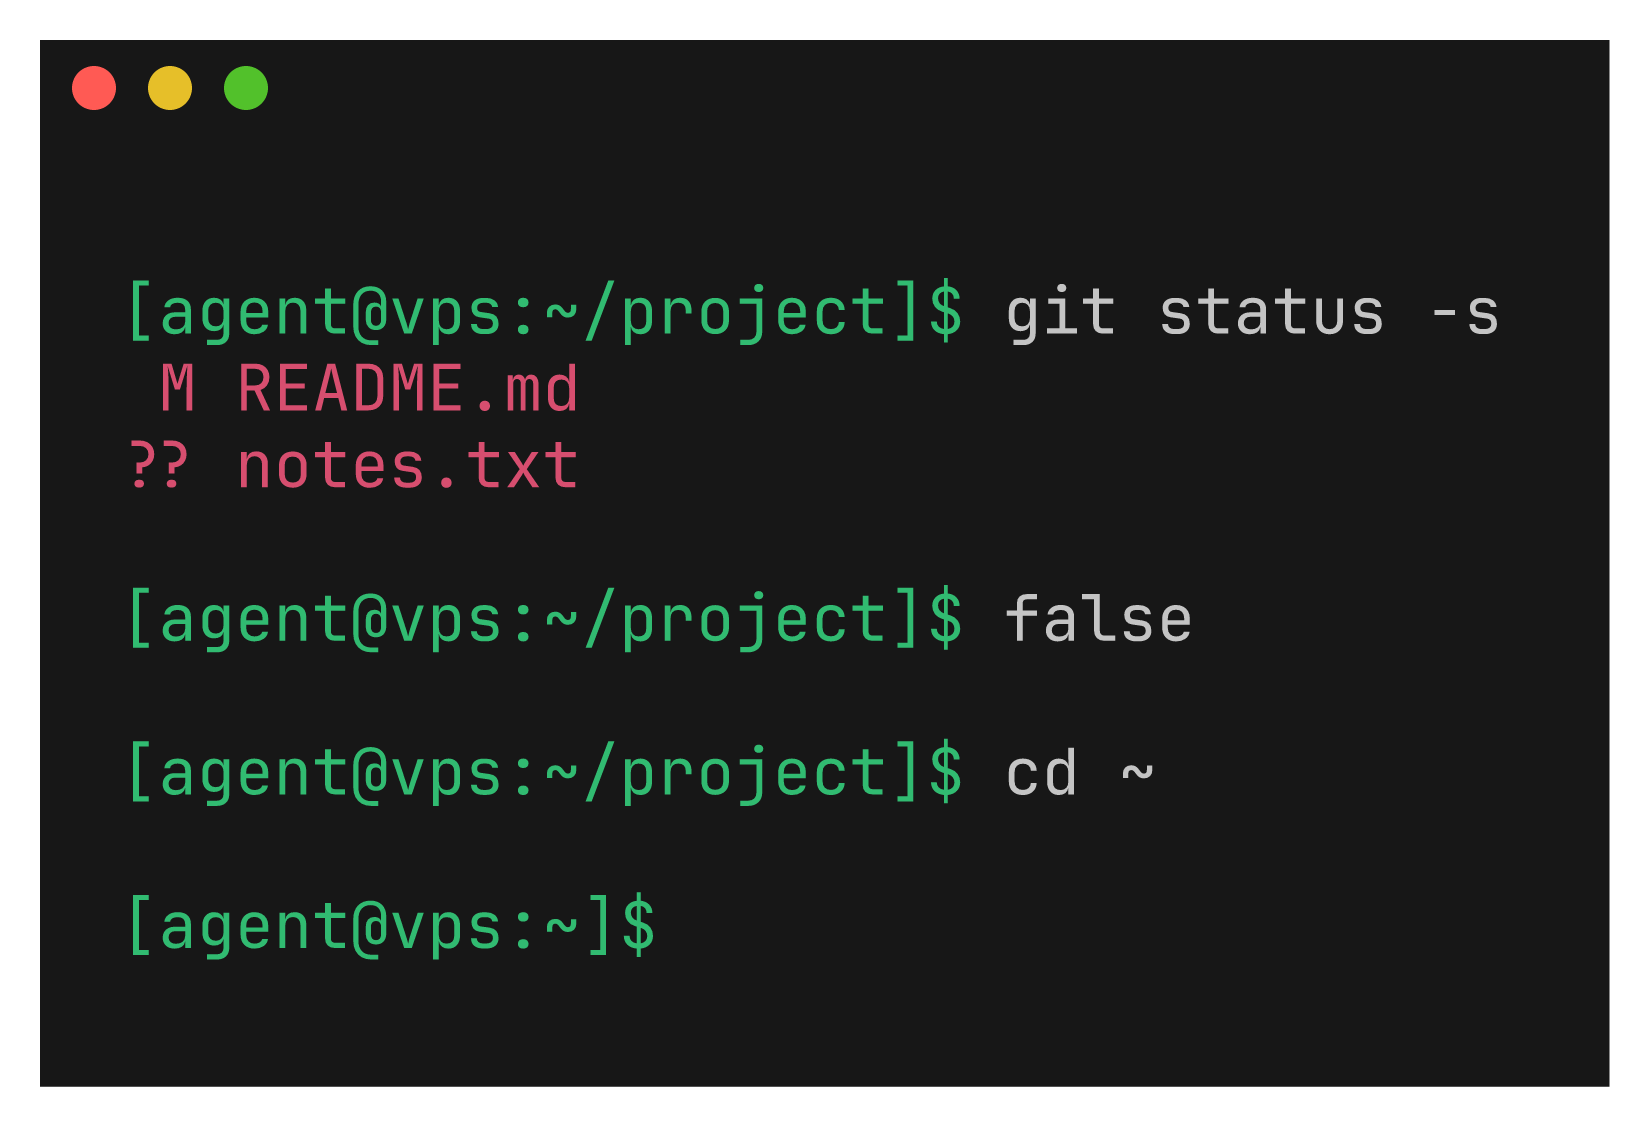 [agent@vps:~/project]$ git status -s
 M README.md
?? notes.txt
[agent@vps:~/project]$ false
[agent@vps:~/project]$ cd ~
[agent@vps:~]$